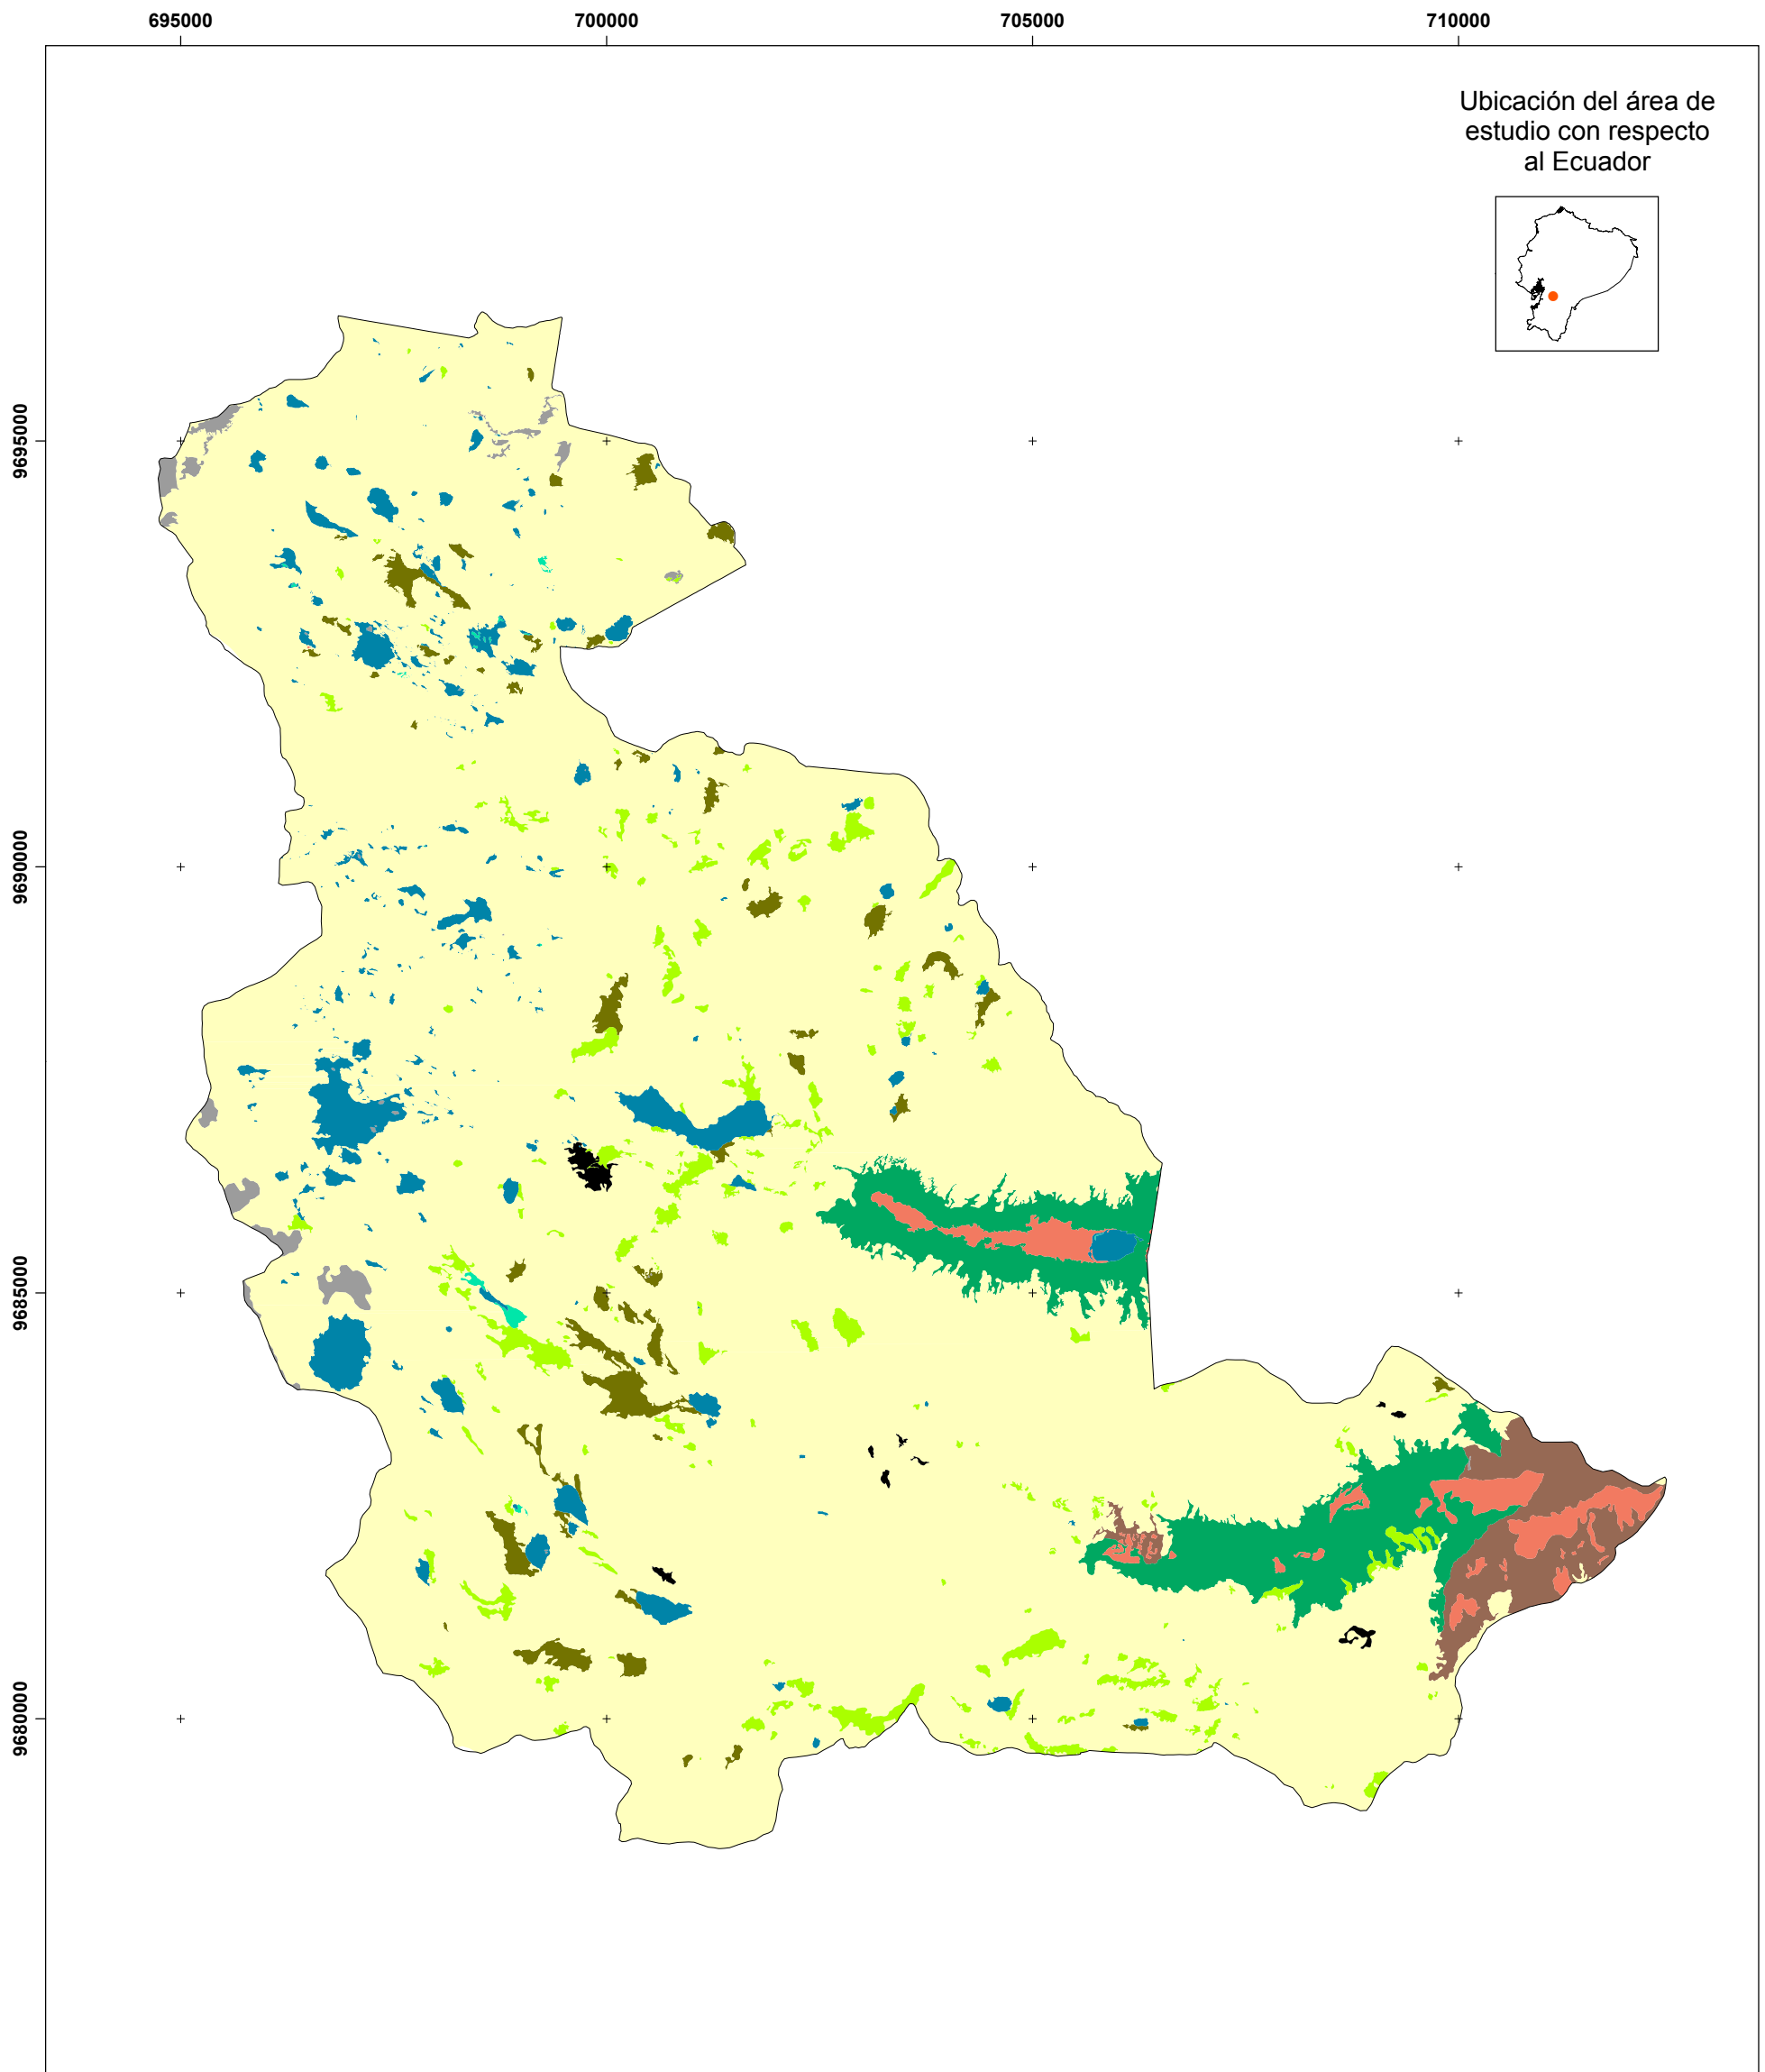 695000 700000 705000 710000
Ubicación del área de
estudio con respecto
al Ecuador
9695000
9690000
9685000
9680000